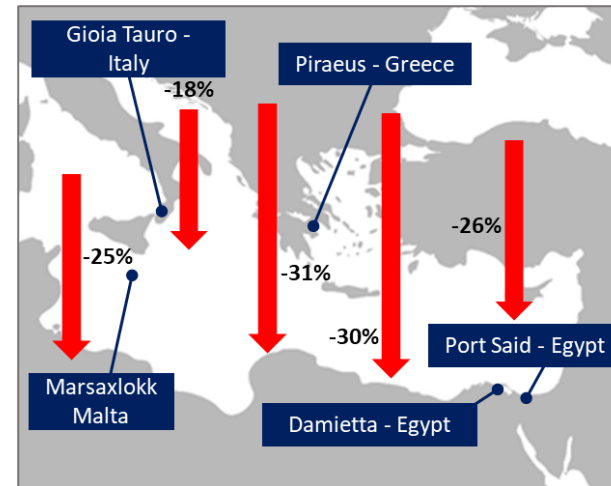 Gioia Tauro -
Italy
Piraeus - Greece
-18%
-25%
-31%
-26%
-30%
Port Said - Egypt
Marsaxlokk
Malta
Damietta - Egypt